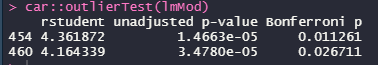 > car::outlierTest(lmMod)
rstudent unadjusted p-value Bonferroni p
454 4.361872 1.4663e-05 0.011261
460 4.164339 3.4780e-05 0.026711